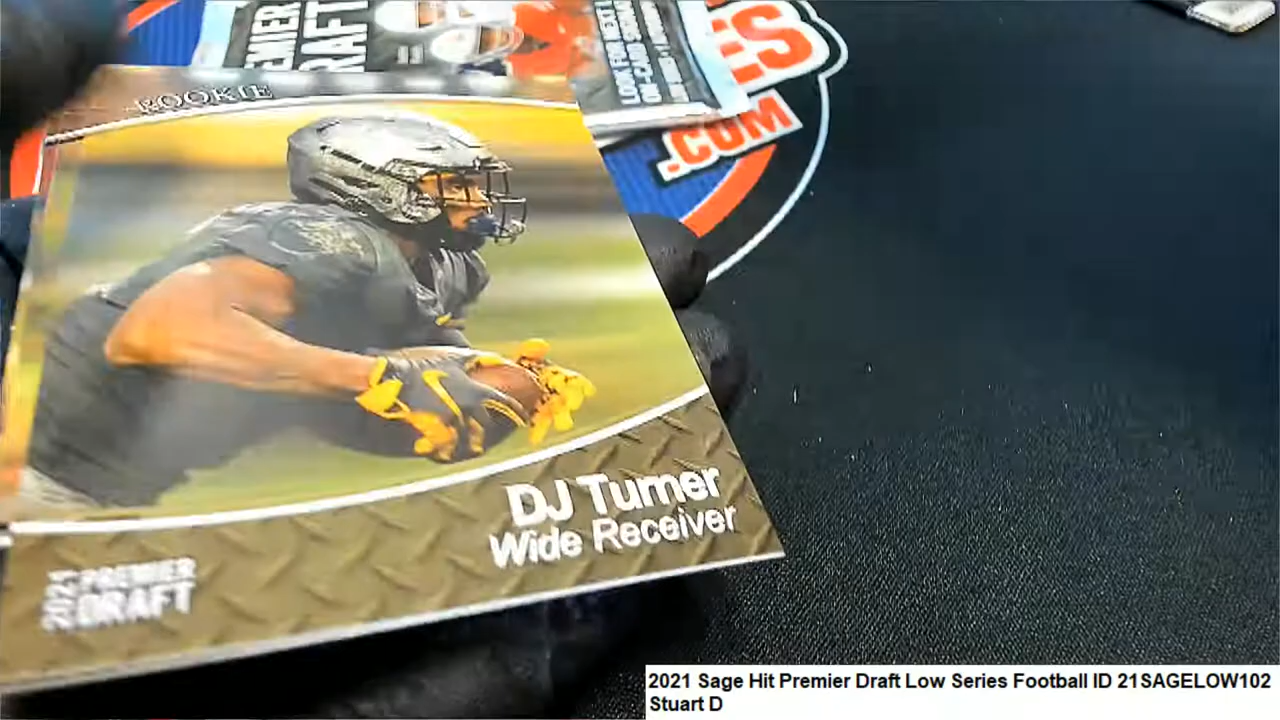 PREMIER
DRAFT
LOOK FOR
ES
.COM
ROOKIE
DJ Turner
Wide Receiver
2021 PREMIER
DRAFT
2021 Sage Hit Premier Draft Low Series Football ID 21SAGELOW102
Stuart D